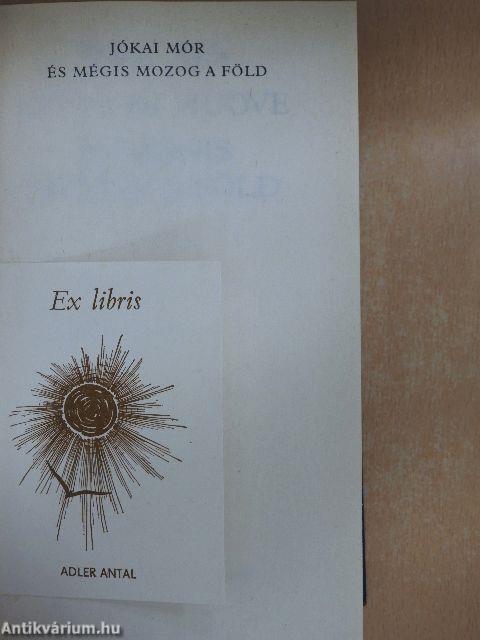 JÓKAI MÓR
ÉS MÉGIS MOZOG A FÖLD
Ex libris
ADLER ANTAL
Antikvárium.hu